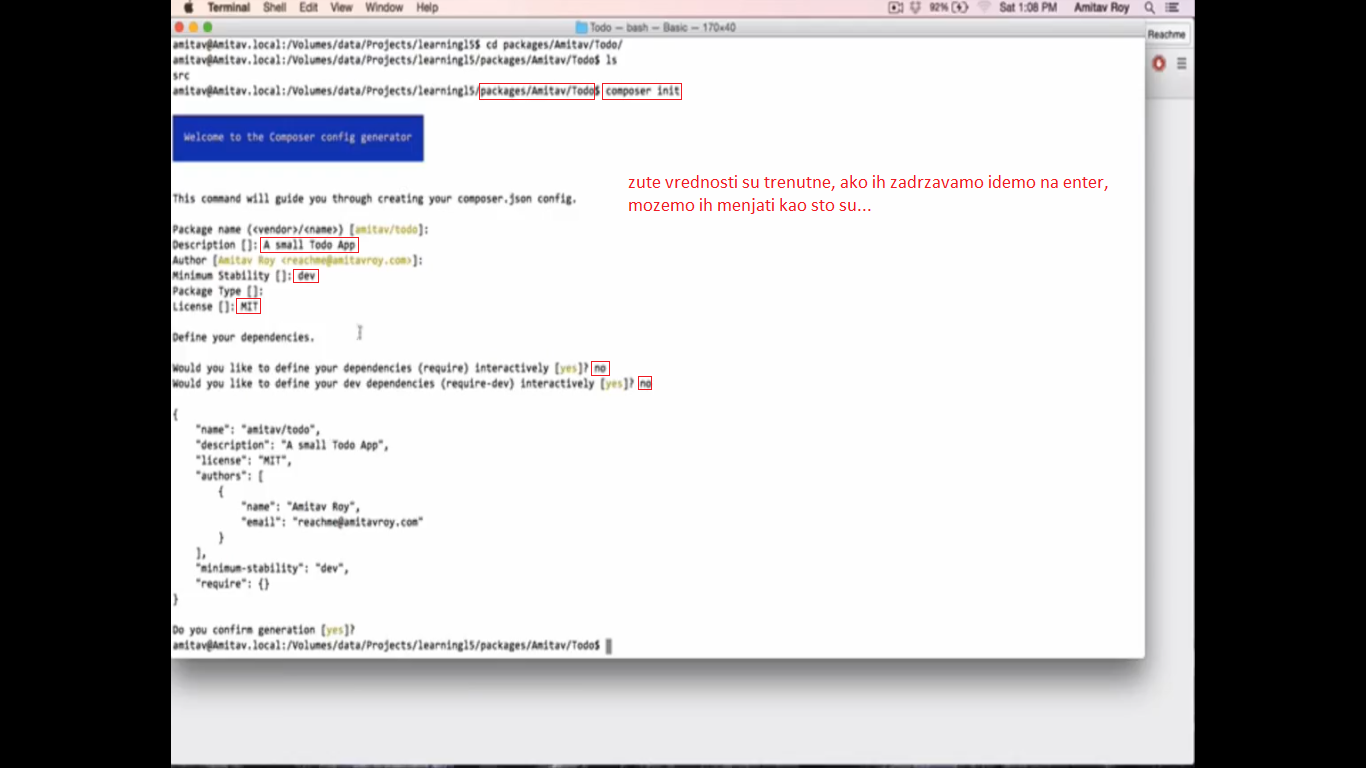 Terminal Shell Edit View Window Help 92% Sat 1:08 PM Amitav Roy
Todo — bash — Basic — 170×40
Reachme
amitav@Amitav.local:/Volumes/data/Projects/learningl5$ cd packages/Amitav/Todo/
amitav@Amitav.local:/Volumes/data/Projects/learningl5/packages/Amitav/Todo$ ls
src
amitav@Amitav.local:/Volumes/data/Projects/learningl5/packages/Amitav/Todo$ composer init
Welcome to the Composer config generator
zute vrednosti su trenutne, ako ih zadrzavamo idemo na enter,
mozemo ih menjati kao sto su...
This command will guide you through creating your composer.json config.
Package name (<vendor>/<name>) [amitav/todo]:
Description []: A small Todo App
Author [Amitav Roy <reachme@amitavroy.com>]:
Minimum Stability []: dev
Package Type []:
License []: MIT
Define your dependencies.
Would you like to define your dependencies (require) interactively [yes]? no
Would you like to define your dev dependencies (require-dev) interactively [yes]? no
{
"name": "amitav/todo",
"description": "A small Todo App",
"license": "MIT",
"authors": [
{
"name": "Amitav Roy",
"email": "reachme@amitavroy.com"
}
],
"minimum-stability": "dev",
"require": {}
}
Do you confirm generation [yes]?
amitav@Amitav.local:/Volumes/data/Projects/learningl5/packages/Amitav/Todo$